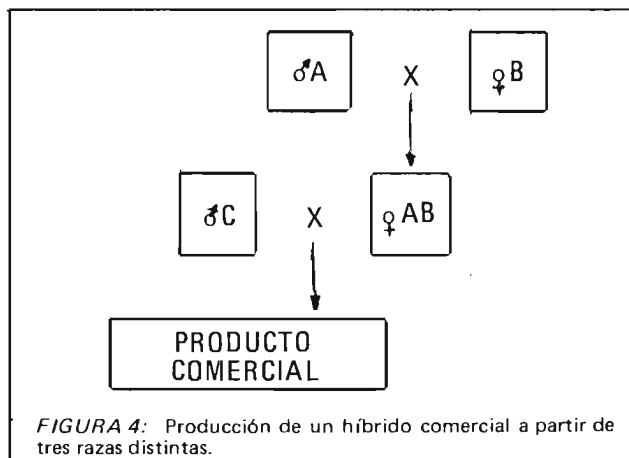 ♂A X ♀B
♂C X ♀AB
PRODUCTO
COMERCIAL
FIGURA 4: Producción de un híbrido comercial a partir de
tres razas distintas.